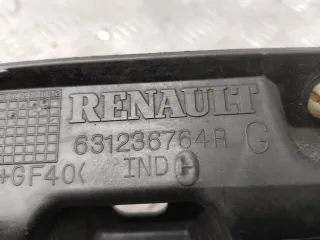 RENAULT
631236764R G
+GF40< IND H